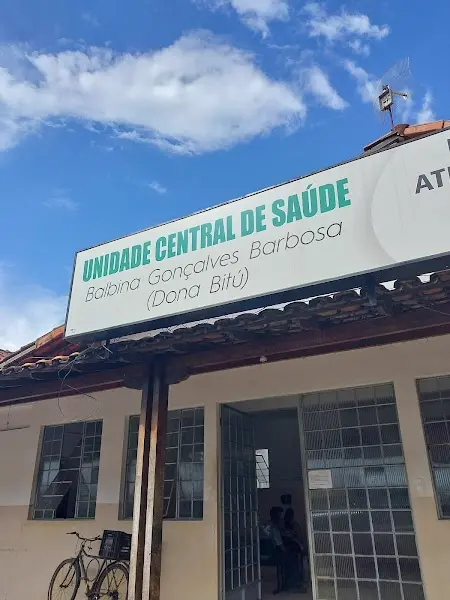 UNIDADE CENTRAL DE SAÚDE
Balbina Gonçalves Barbosa
(Dona Bitú)